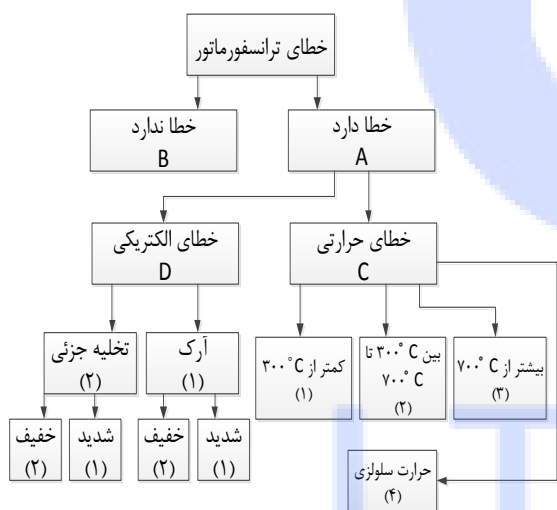 خطای ترانسفورماتور
خطا دارد
A
خطا ندارد
B
خطای حرارتی
C
خطای الکتریکی
D
بیشتر از ۷۰۰°C
(۳)
بین ۳۰۰°C تا
۷۰۰°C
(۲)
کمتر از ۳۰۰°C
(۱)
آرک
(۱)
تخلیه جزئی
(۲)
شدید
(۱)
خفیف
(۲)
شدید
(۱)
خفیف
(۲)
حرارت سلولزی
(۴)